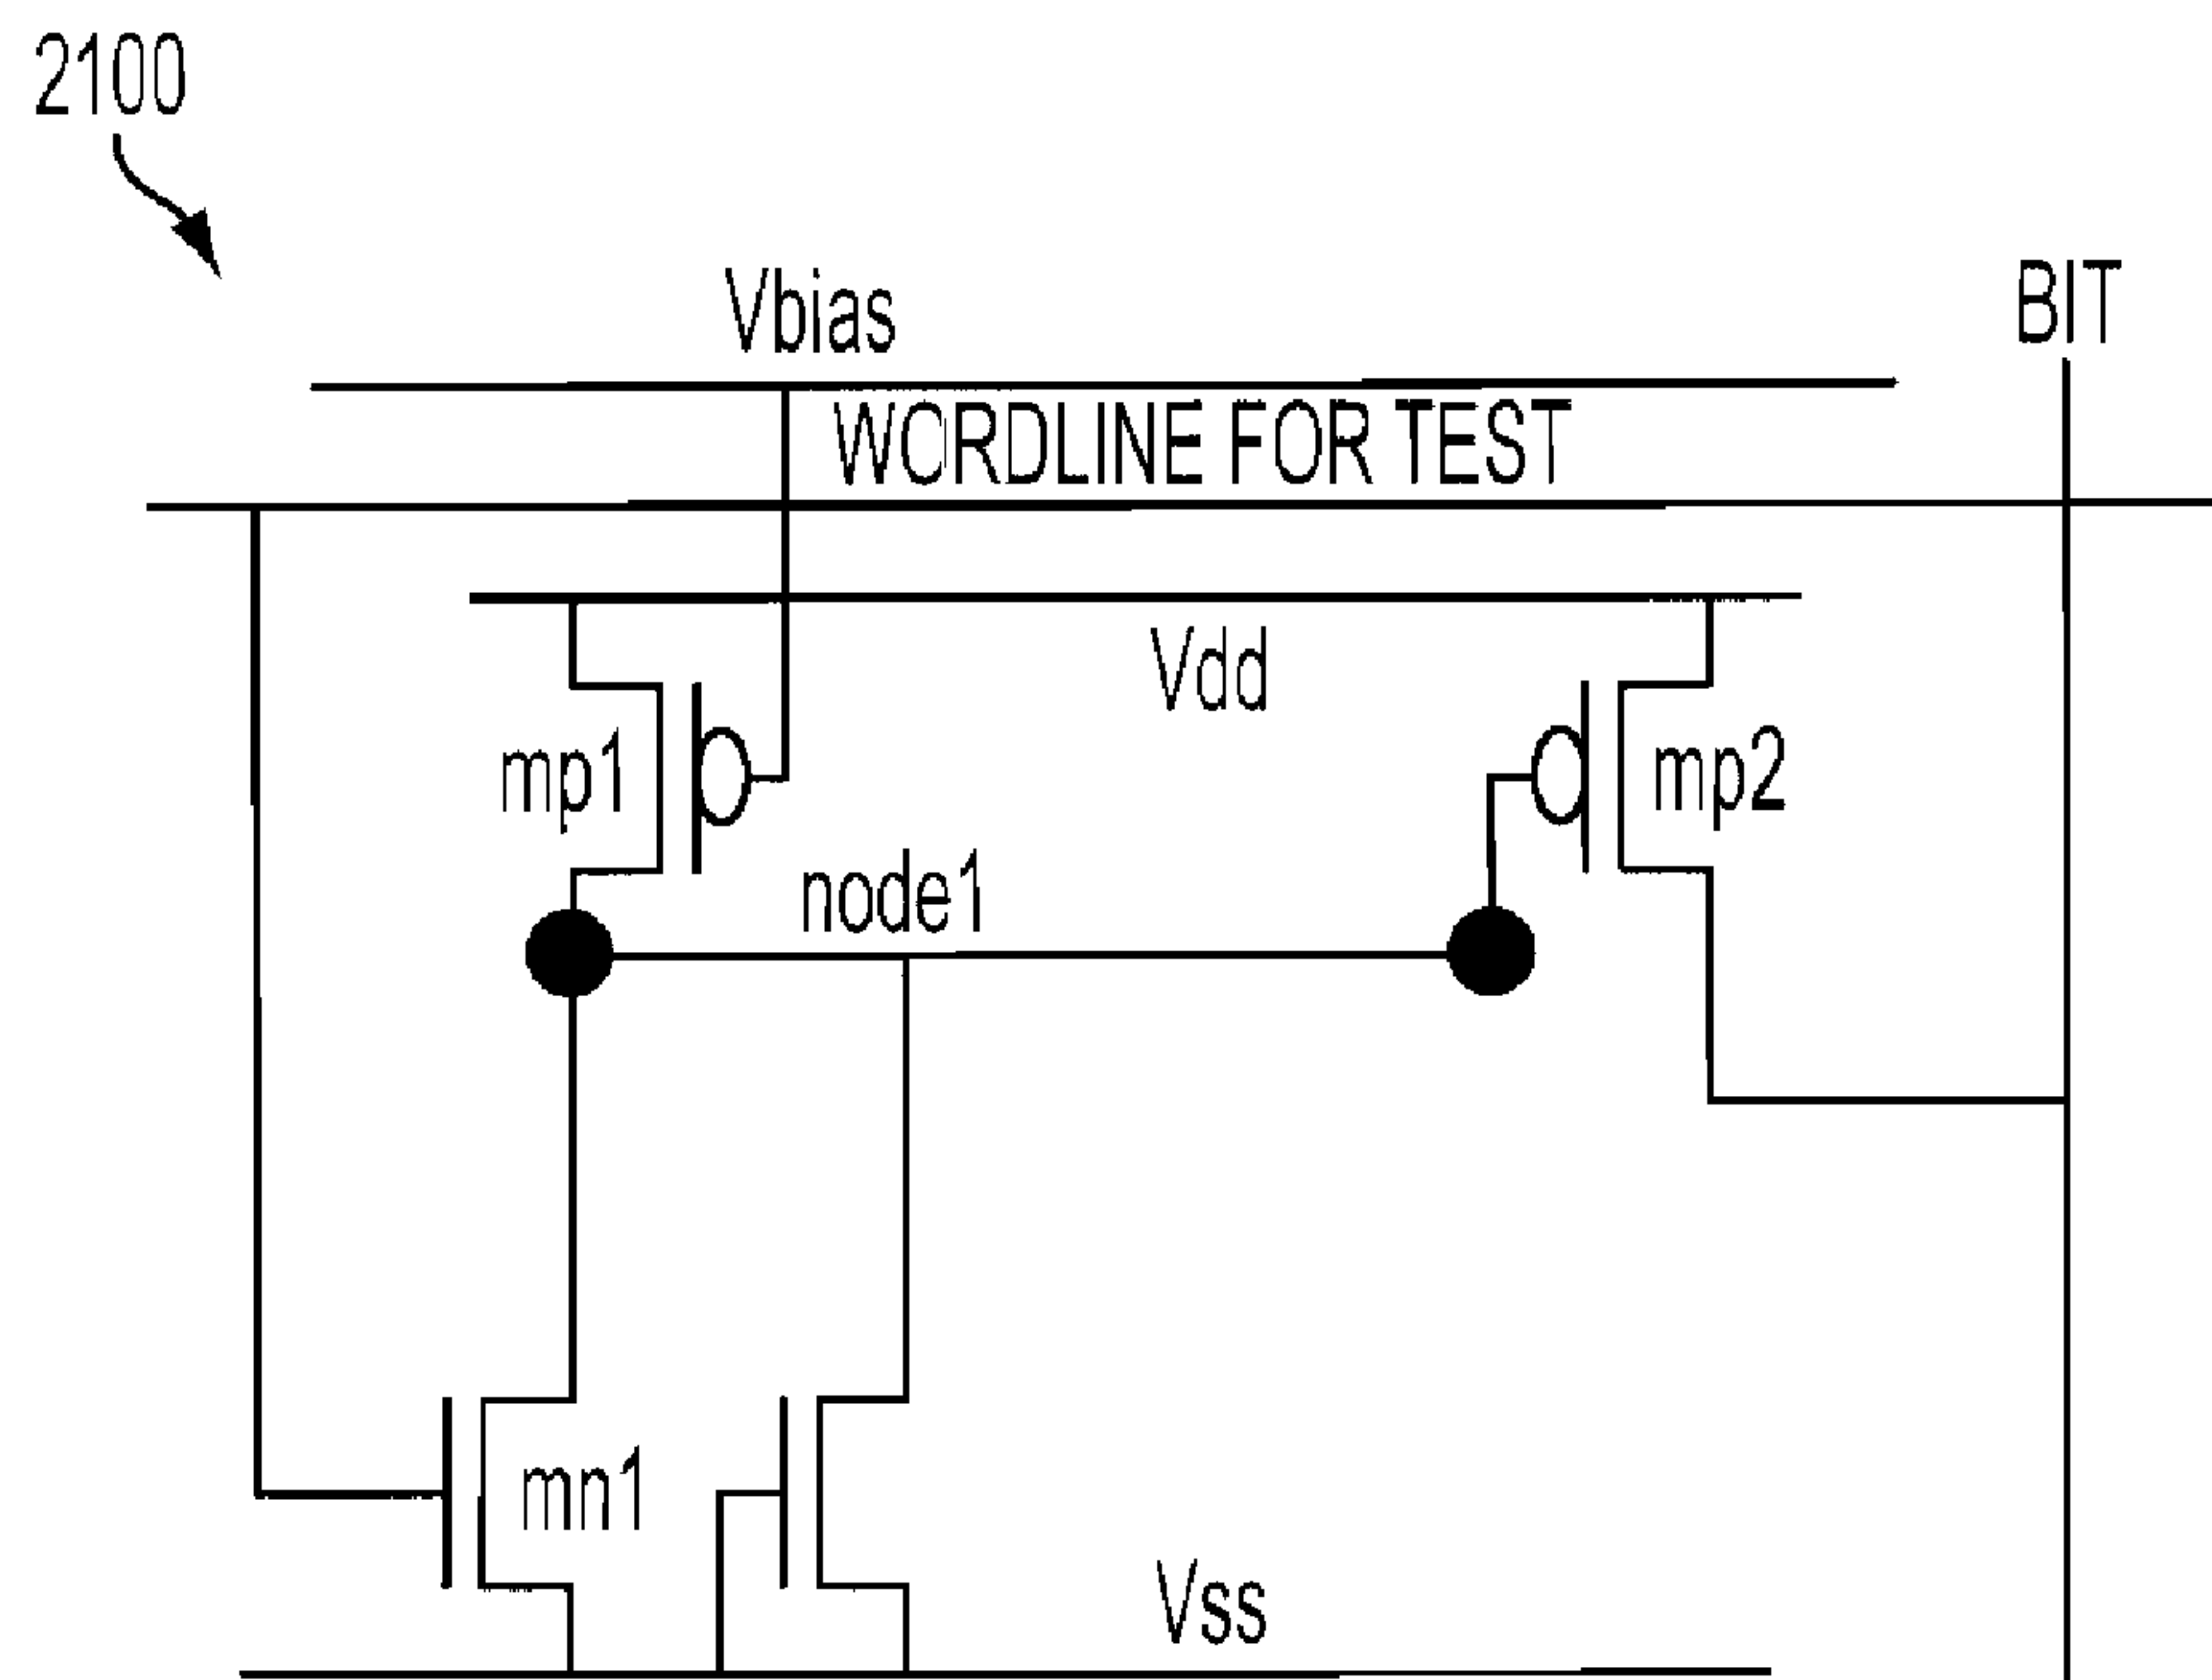 2100
Vbias
BIT
WORDLINE FOR TEST
Vdd
mp1
mp2
node1
mn1
Vss